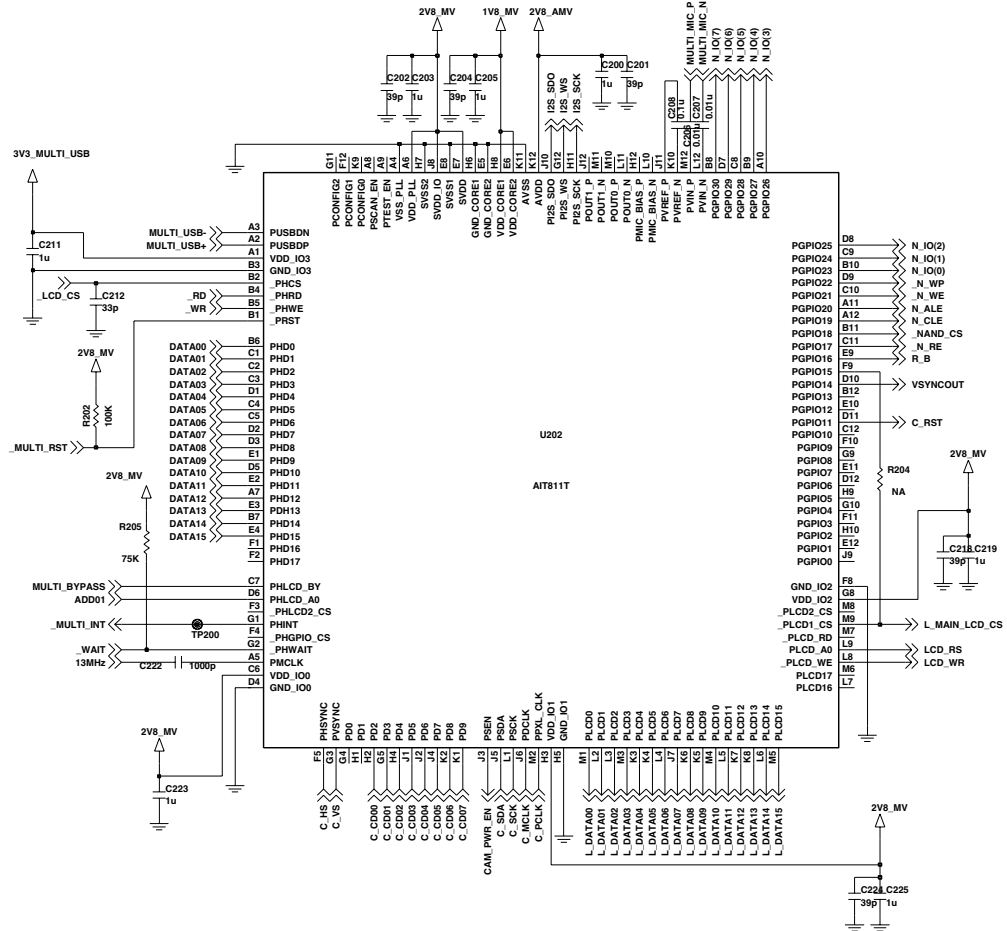 2V8_MV
1V8_MV
2V8_AMV
MULTI_MIC_P
MULTI_MIC_N
N_IO(7)
N_IO(6)
N_IO(5)
N_IO(4)
N_IO(3)
C202
39p
C203
1u
C204
39p
C205
1u
C200
1u
C201
39p
I2S_SDO
I2S_WS
I2S_SCK
C208
0.1u
C206
0.01u
C207
0.01u
3V3_MULTI_USB
G11 PCONFIG2
F12 PCONFIG1
K9 PCONFIG0
A8 PSCAN_EN
A9 PTEST_EN
A4 VSS_PLL
A6 VDD_PLL
H7 SVSS2
J8 SVDD_IO
E8 SVSS1
E7 SVDD
H6 GND_CORE1
E5 GND_CORE2
H8 VDD_CORE1
E6 VDD_CORE2
K11 AVSS
K12 AVDD
J10 PI2S_SDO
G12 PI2S_WS
H11 PI2S_SCK
J12 POUT1_P
M11 POUT1_N
M10 POUT0_P
L11 POUT0_N
H12 PMIC_BIAS_P
L10 PMIC_BIAS_N
J11 PVREF_P
K10 PVREF_N
M12 PVIN_P
L12 PVIN_N
B8 PGPIO30
D7 PGPIO29
C8 PGPIO28
B9 PGPIO27
A10 PGPIO26
MULTI_USB- A3 PUSBDN
MULTI_USB+ A2 PUSBDP
C211
1u
A1 VDD_IO3
B3 GND_IO3
B2 _PHCS
_LCD_CS
C212
33p
_RD B4 _PHRD
_WR B5 _PHWE
B1 _PRST
2V8_MV
R202
100K
_MULTI_RST
DATA00 B6 PHD0
DATA01 C1 PHD1
DATA02 C2 PHD2
DATA03 C3 PHD3
DATA04 D1 PHD4
DATA05 C4 PHD5
DATA06 C5 PHD6
DATA07 D2 PHD7
DATA08 D3 PHD8
DATA09 E1 PHD9
DATA10 D5 PHD10
DATA11 E2 PHD11
DATA12 A7 PHD12
DATA13 E3 PDH13
DATA14 B7 PHD14
DATA15 E4 PHD15
F1 PHD16
F2 PHD17
2V8_MV
R205
75K
MULTI_BYPASS C7 PHLCD_BY
ADD01 D6 PHLCD_A0
F3 _PHLCD2_CS
_MULTI_INT G1 PHINT
TP200
F4 _PHGPIO_CS
_WAIT G2 _PHWAIT
13MHz C222 1000p A5 PMCLK
C6 VDD_IO0
D4 GND_IO0
2V8_MV
C223
1u
U202
AIT811T
PGPIO25 D8 N_IO(2)
PGPIO24 C9 N_IO(1)
PGPIO23 B10 N_IO(0)
PGPIO22 D9 _N_WP
PGPIO21 C10 _N_WE
PGPIO20 A11 N_ALE
PGPIO19 A12 N_CLE
PGPIO18 B11 _NAND_CS
PGPIO17 C11 _N_RE
PGPIO16 E9 R_B
PGPIO15 F9
PGPIO14 D10 VSYNCOUT
PGPIO13 B12
PGPIO12 E10
PGPIO11 D11 C_RST
PGPIO10 C12
PGPIO9 F10
PGPIO8 G9
PGPIO7 E11
PGPIO6 D12
PGPIO5 H9
PGPIO4 G10
PGPIO3 F11
PGPIO2 H10
PGPIO1 E12
PGPIO0 J9
R204
NA
2V8_MV
C218
39p
C219
1u
GND_IO2 F8
VDD_IO2 G8
_PLCD2_CS M8
_PLCD1_CS M9 L_MAIN_LCD_CS
_PLCD_RD M7
PLCD_A0 L9 LCD_RS
_PLCD_WE L8 LCD_WR
PLCD17 M6
PLCD16 L7
PHSYNC F5 C_HS
PVSYNC G3 C_VS
PD0 G4
PD1 H1
PD2 H2 C_CD00
PD3 G5 C_CD01
PD4 H4 C_CD02
PD5 J1 C_CD03
PD6 J2 C_CD04
PD7 J4 C_CD05
PD8 K2 C_CD06
PD9 K1 C_CD07
PSEN J3 CAM_PWR_EN
PSDA J5 C_SDA
PSCK L1 C_SCK
PDCLK J6 C_MCLK
PPXL_CLK M2 C_PCLK
VDD_IO1 H3
GND_IO1 H5
PLCD0 M1 L_DATA00
PLCD1 L2 L_DATA01
PLCD2 L3 L_DATA02
PLCD3 M3 L_DATA03
PLCD4 K3 L_DATA04
PLCD5 K4 L_DATA05
PLCD6 L4 L_DATA06
PLCD7 J7 L_DATA07
PLCD8 K6 L_DATA08
PLCD9 K5 L_DATA09
PLCD10 M4 L_DATA10
PLCD11 L5 L_DATA11
PLCD12 K7 L_DATA12
PLCD13 K8 L_DATA13
PLCD14 L6 L_DATA14
PLCD15 M5 L_DATA15
2V8_MV
C224
39p
C225
1u